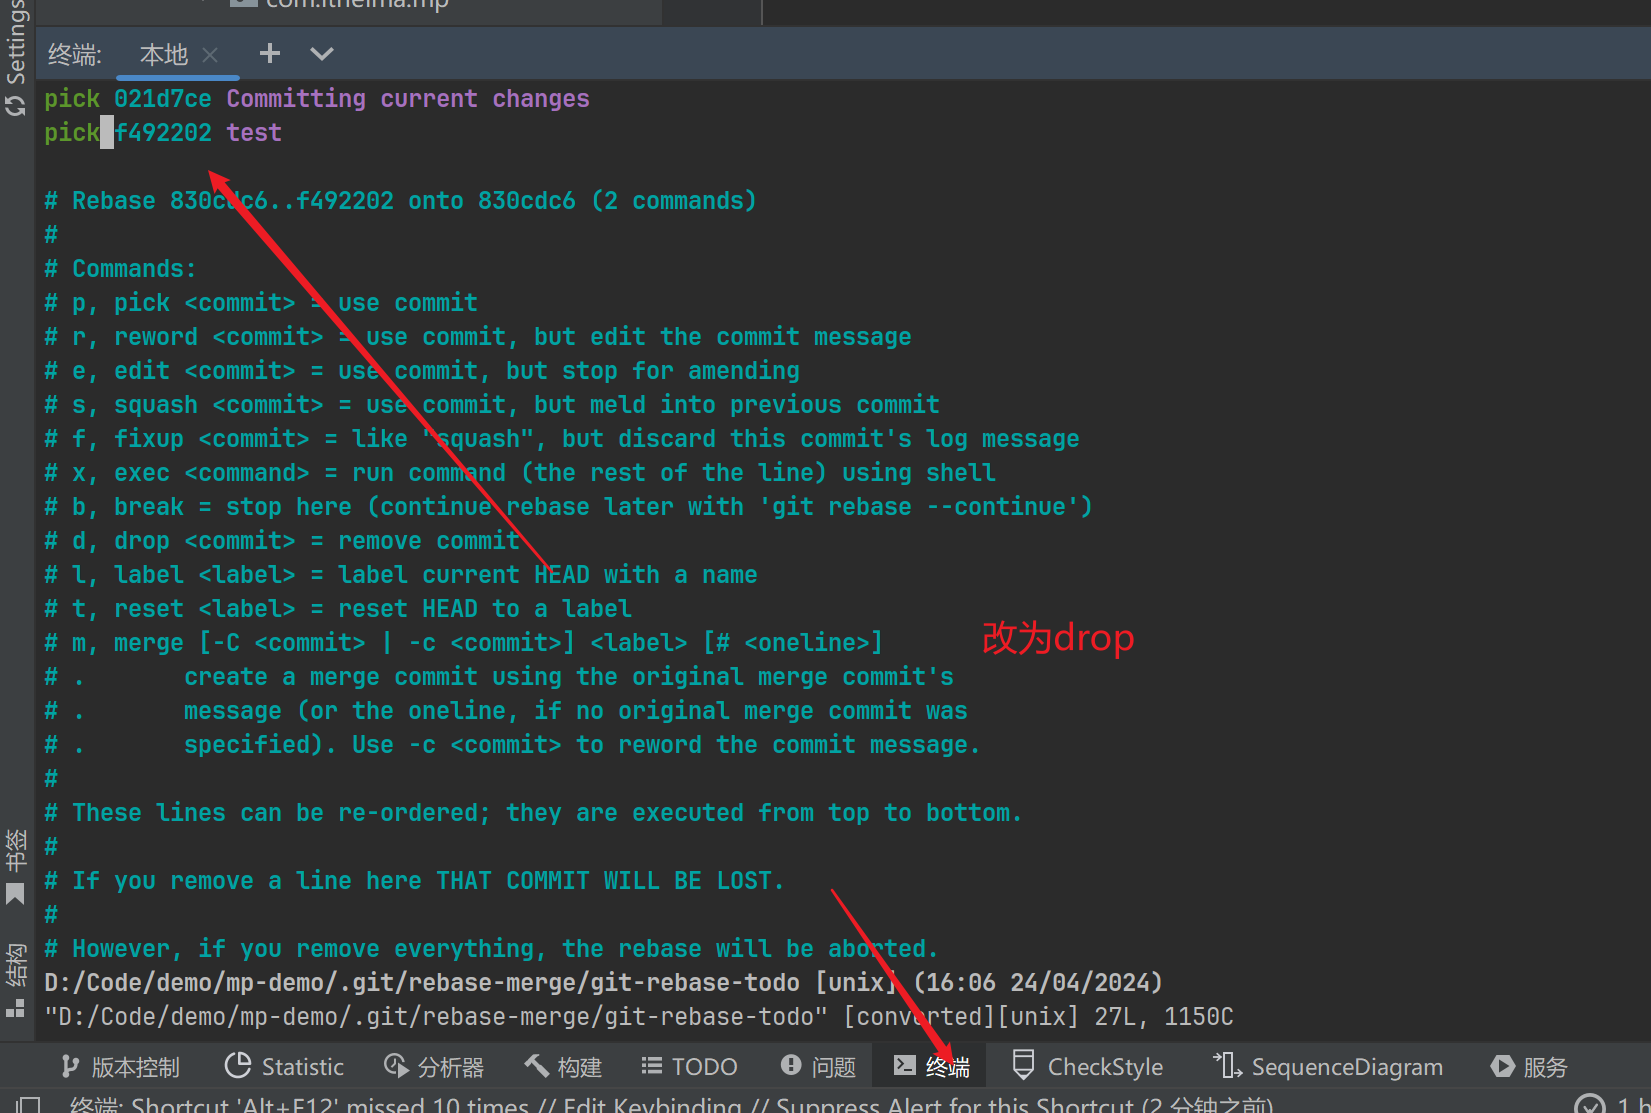 com.itheima.mp
Settings
终端:
本地
pick 021d7ce Committing current changes
pick f492202 test
# Rebase 830cdc6..f492202 onto 830cdc6 (2 commands)
#
# Commands:
# p, pick <commit> = use commit
# r, reword <commit> = use commit, but edit the commit message
# e, edit <commit> = use commit, but stop for amending
# s, squash <commit> = use commit, but meld into previous commit
# f, fixup <commit> = like "squash", but discard this commit's log message
# x, exec <command> = run command (the rest of the line) using shell
# b, break = stop here (continue rebase later with 'git rebase --continue')
# d, drop <commit> = remove commit
# l, label <label> = label current HEAD with a name
# t, reset <label> = reset HEAD to a label
# m, merge [-C <commit> | -c <commit>] <label> [# <oneline>]
改为drop
# .       create a merge commit using the original merge commit's
# .       message (or the oneline, if no original merge commit was
# .       specified). Use -c <commit> to reword the commit message.
#
# These lines can be re-ordered; they are executed from top to bottom.
#
# If you remove a line here THAT COMMIT WILL BE LOST.
#
# However, if you remove everything, the rebase will be aborted.
书签
结构
D:/Code/demo/mp-demo/.git/rebase-merge/git-rebase-todo [unix] (16:06 24/04/2024)
"D:/Code/demo/mp-demo/.git/rebase-merge/git-rebase-todo" [converted][unix] 27L, 1150C
版本控制
Statistic
分析器
构建
TODO
问题
终端
CheckStyle
SequenceDiagram
服务
终端: Shortcut 'Alt+F12' missed 10 times // Edit Keybinding // Suppress Alert for this Shortcut (2 分钟之前)